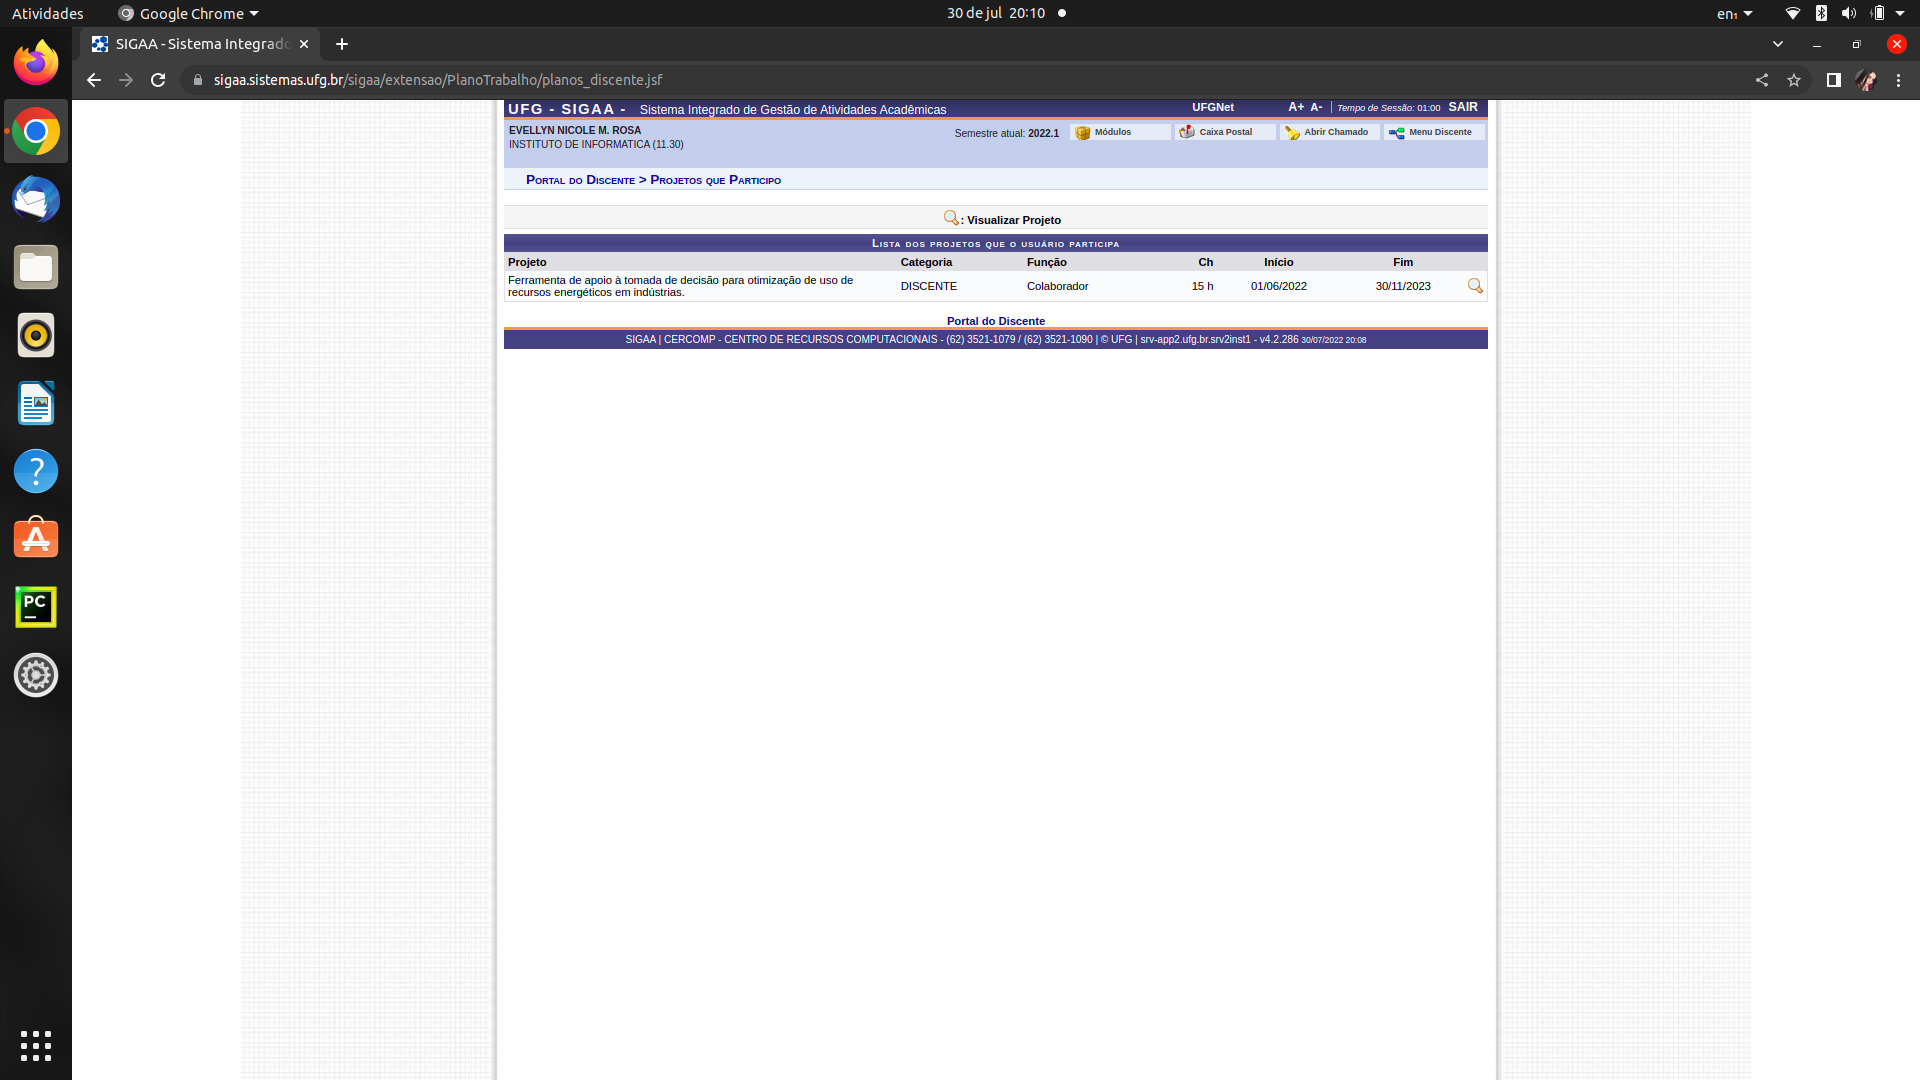 Atividades
Google Chrome
30 de jul 20:10
en₁
SIGAA - Sistema Integrado
sigaa.sistemas.ufg.br/sigaa/extensao/PlanoTrabalho/planos_discente.jsf
UFG - SIGAA - Sistema Integrado de Gestão de Atividades Acadêmicas
UFGNet
A+ A- | Tempo de Sessão: 01:00 SAIR
EVELLYN NICOLE M. ROSA
INSTITUTO DE INFORMATICA (11.30)
Semestre atual: 2022.1
Módulos
Caixa Postal
Abrir Chamado
Menu Discente
Portal do Discente > Projetos que Participo
: Visualizar Projeto
Lista dos projetos que o usuário participa
Projeto Categoria Função Ch Início Fim
Ferramenta de apoio à tomada de decisão para otimização de uso de
recursos energéticos em indústrias.
DISCENTE Colaborador 15 h 01/06/2022 30/11/2023
Portal do Discente
SIGAA | CERCOMP - CENTRO DE RECURSOS COMPUTACIONAIS - (62) 3521-1079 / (62) 3521-1090 | © UFG | srv-app2.ufg.br.srv2inst1 - v4.2.286 30/07/2022 20:08
PC